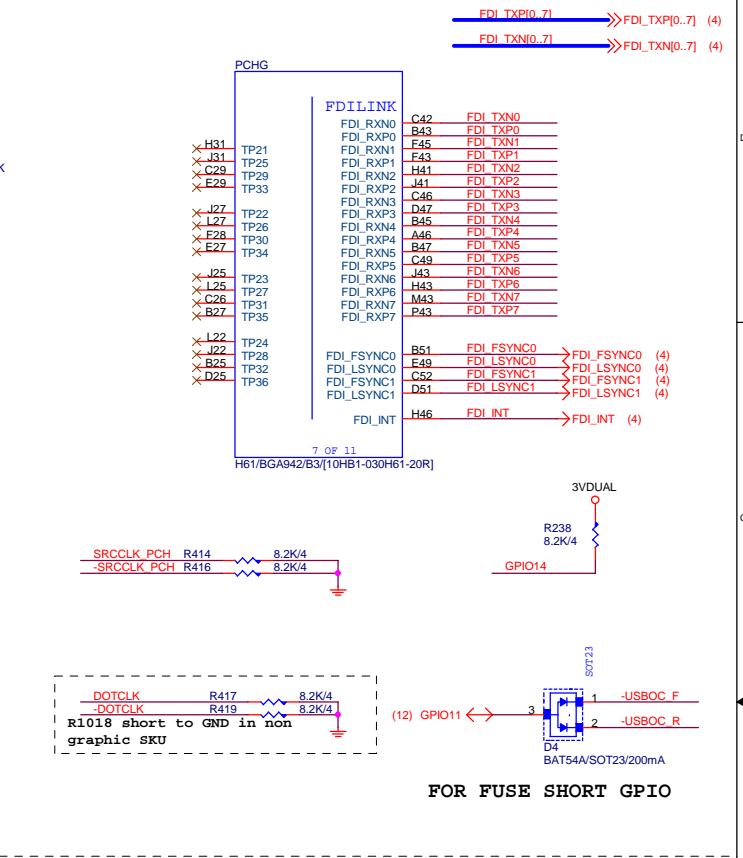 FDI_TXP[0..7] FDI_TXP[0..7] (4)
FDI_TXN[0..7] FDI_TXN[0..7] (4)
PCHG
FDILINK
FDI_RXN0 C42 FDI_TXN0
FDI_RXP0 B43 FDI_TXP0
H31 TP21 FDI_RXN1 F45 FDI_TXN1
J31 TP25 FDI_RXP1 F43 FDI_TXP1
C29 TP29 FDI_RXN2 H41 FDI_TXN2
E29 TP33 FDI_RXP2 J41 FDI_TXP2
FDI_RXN3 C46 FDI_TXN3
J27 TP22 FDI_RXP3 D47 FDI_TXP3
L27 TP26 FDI_RXN4 B45 FDI_TXN4
F28 TP30 FDI_RXP4 A46 FDI_TXP4
E27 TP34 FDI_RXN5 B47 FDI_TXN5
FDI_RXP5 C49 FDI_TXP5
J25 TP23 FDI_RXN6 J43 FDI_TXN6
L25 TP27 FDI_RXP6 H43 FDI_TXP6
C26 TP31 FDI_RXN7 M43 FDI_TXN7
B27 TP35 FDI_RXP7 P43 FDI_TXP7
L22 TP24
J22 TP28 FDI_FSYNC0 B51 FDI_FSYNC0 FDI_FSYNC0 (4)
B25 TP32 FDI_LSYNC0 E49 FDI_LSYNC0 FDI_LSYNC0 (4)
D25 TP36 FDI_FSYNC1 C52 FDI_FSYNC1 FDI_FSYNC1 (4)
FDI_LSYNC1 D51 FDI_LSYNC1 FDI_LSYNC1 (4)
FDI_INT H46 FDI_INT FDI_INT (4)
7 OF 11
H61/BGA942/B3/[10HB1-030H61-20R]
3VDUAL
R238
8.2K/4
GPIO14
SRCCLK_PCH R414 8.2K/4
-SRCCLK_PCH R416 8.2K/4
DOTCLK R417 8.2K/4
-DOTCLK R419 8.2K/4
R1018 short to GND in non
graphic SKU
SOT23
(12) GPIO11 3 1 -USBOC_F
2 -USBOC_R
D4
BAT54A/SOT23/200mA
FOR FUSE SHORT GPIO